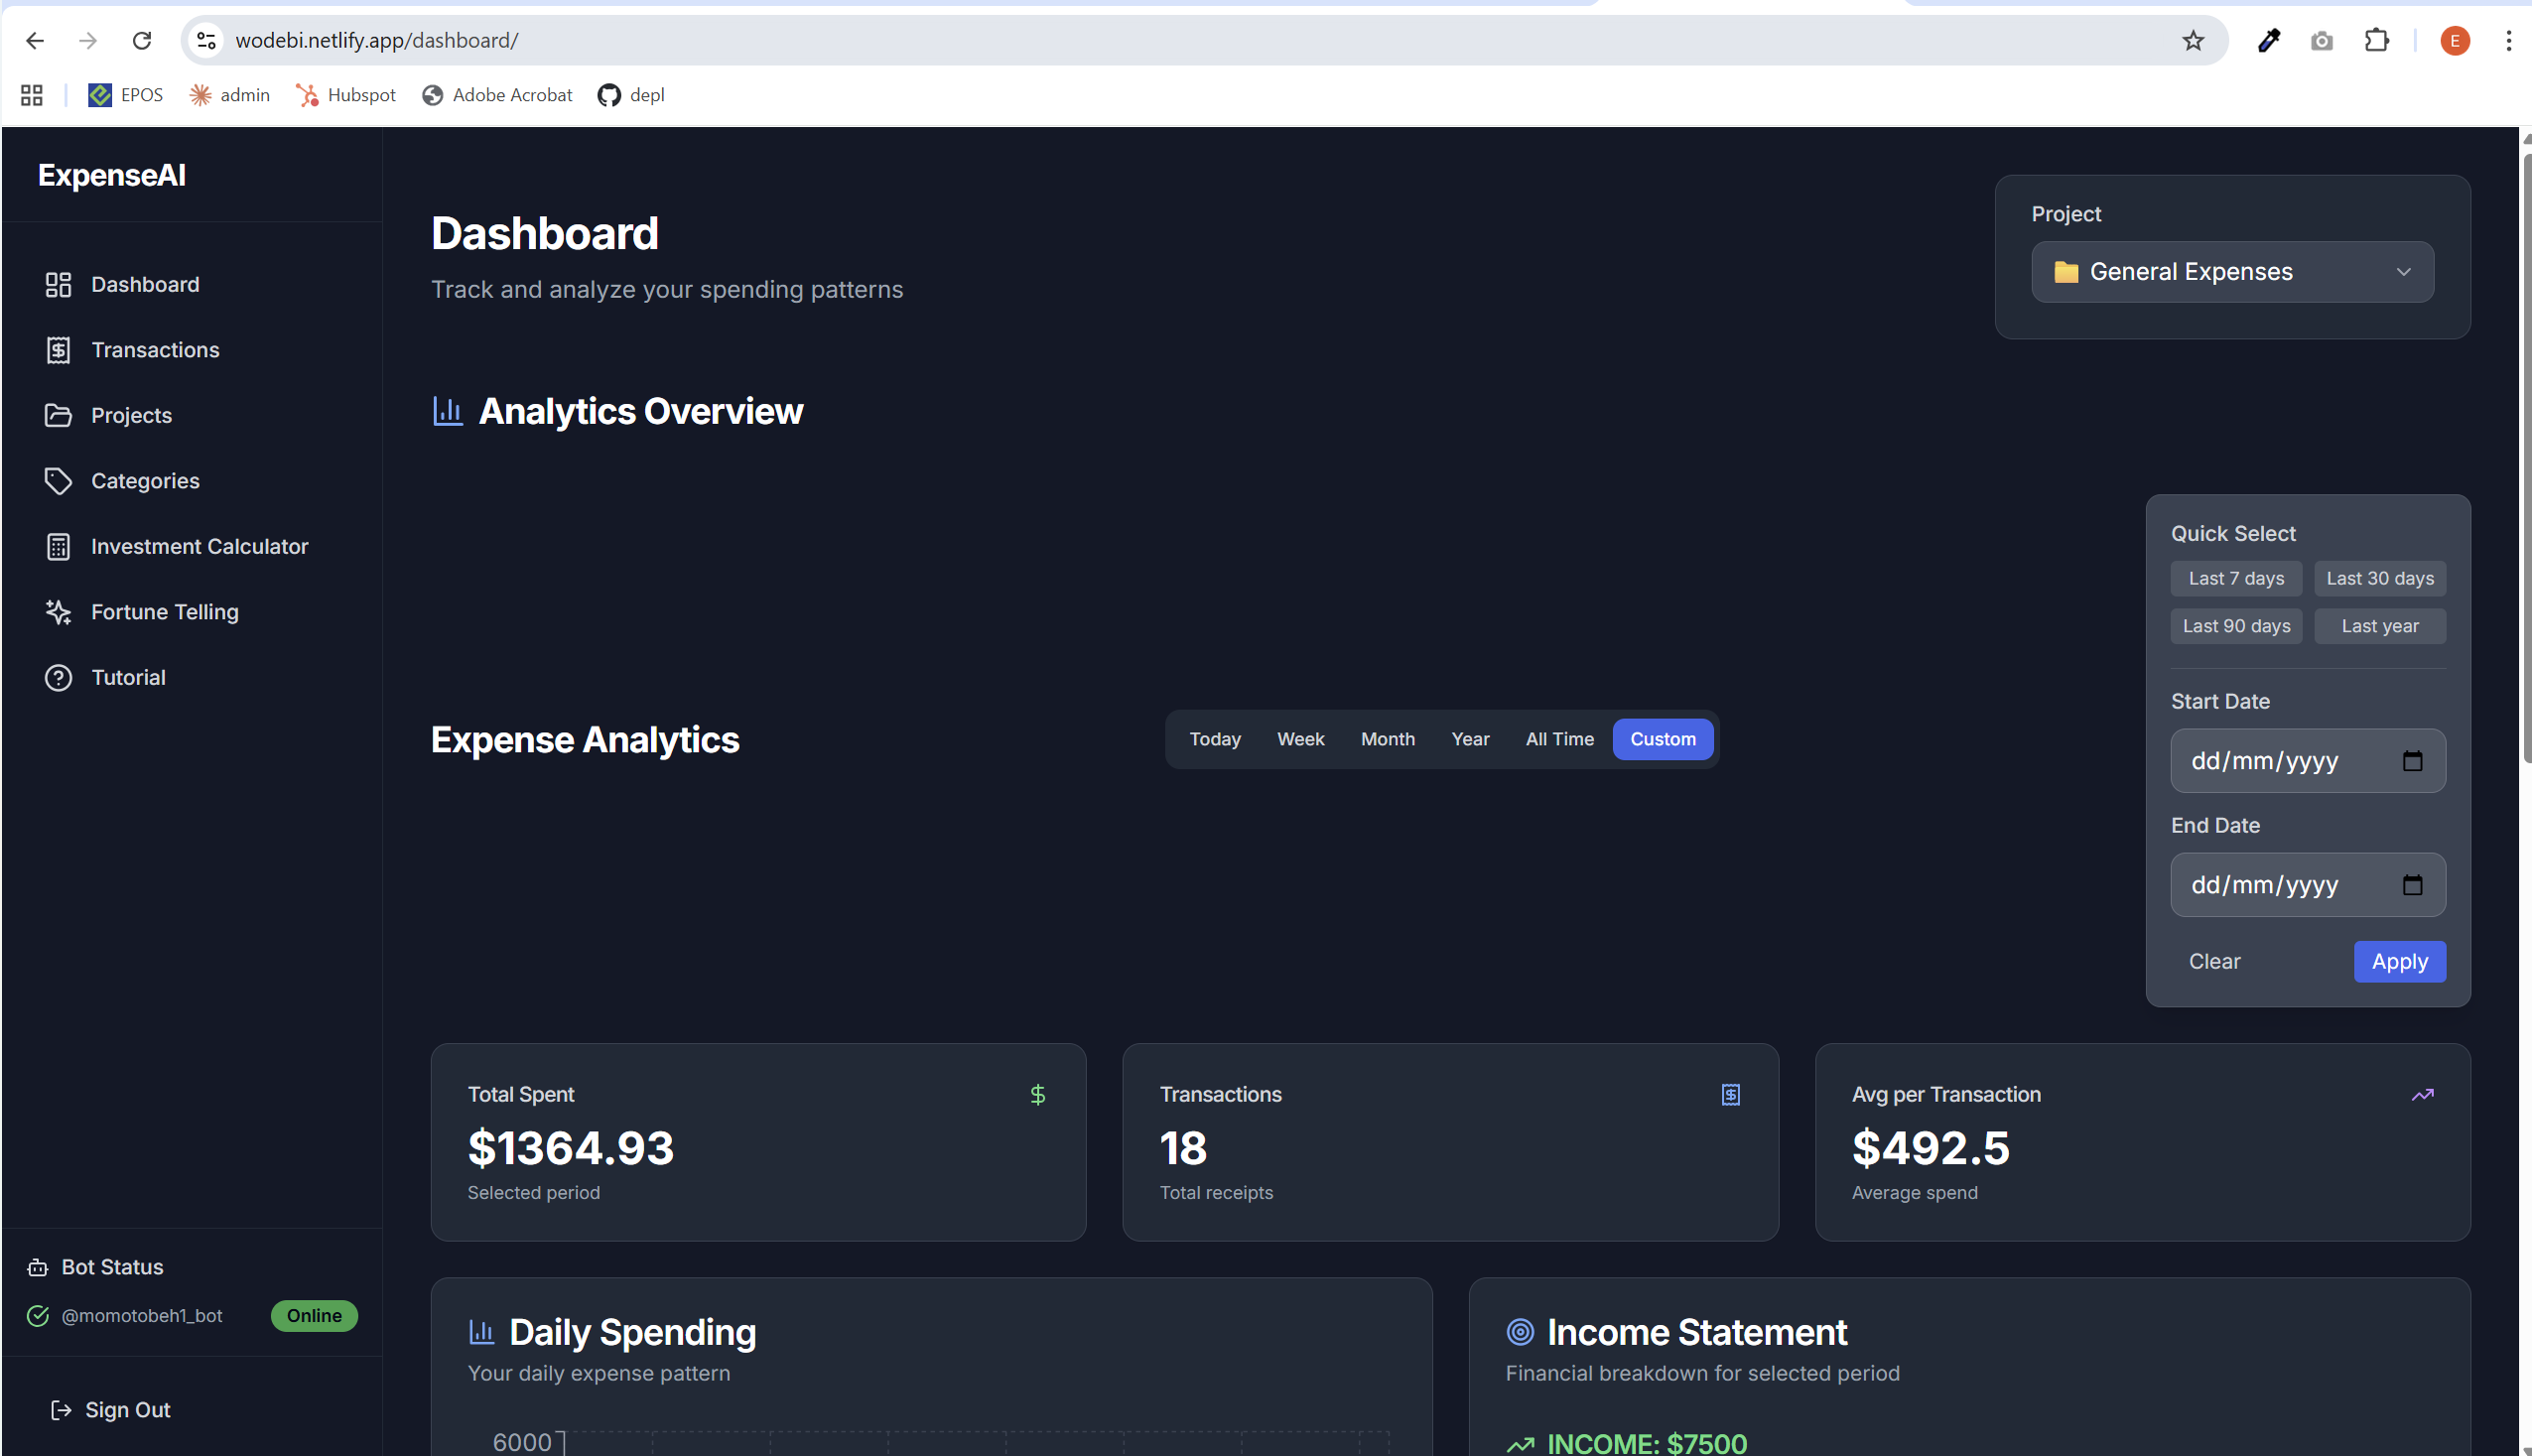 wodebi.netlify.app/dashboard/
E
EPOS
admin
Hubspot
Adobe Acrobat
depl
ExpenseAI
Dashboard
Transactions
Projects
Categories
Investment Calculator
Fortune Telling
Tutorial
Bot Status
@momotobeh1_bot
Online
Sign Out
Dashboard
Track and analyze your spending patterns
Project
General Expenses
Analytics Overview
Expense Analytics
Today Week Month Year All Time Custom
Quick Select
Last 7 days Last 30 days
Last 90 days Last year
Start Date
dd/mm/yyyy
End Date
dd/mm/yyyy
Clear Apply
Total Spent
$
$1364.93
Selected period
Transactions
$
18
Total receipts
Avg per Transaction
$492.5
Average spend
Daily Spending
Your daily expense pattern
6000
Income Statement
Financial breakdown for selected period
INCOME: $7500